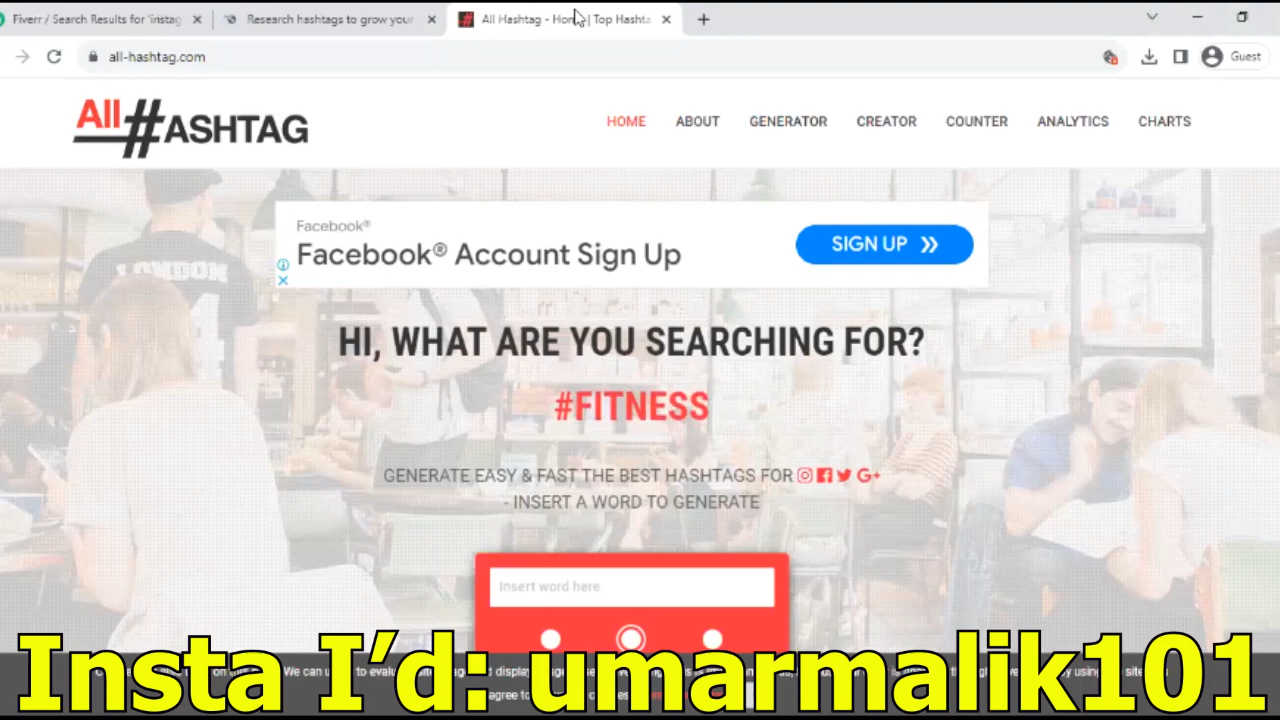 Fiverr / Search Results for 'instag
Research hashtags to grow your
All Hashtag - Hom | Top Hashta
all-hashtag.com
Guest
All #ASHTAG
HOME ABOUT GENERATOR CREATOR COUNTER ANALYTICS CHARTS
Facebook®
Facebook® Account Sign Up
SIGN UP »
LONDON
HI, WHAT ARE YOU SEARCHING FOR?
#FITNESS
GENERATE EASY & FAST THE BEST HASHTAGS FOR
- INSERT A WORD TO GENERATE
Insert word here
Insta I'd: umarmalik101